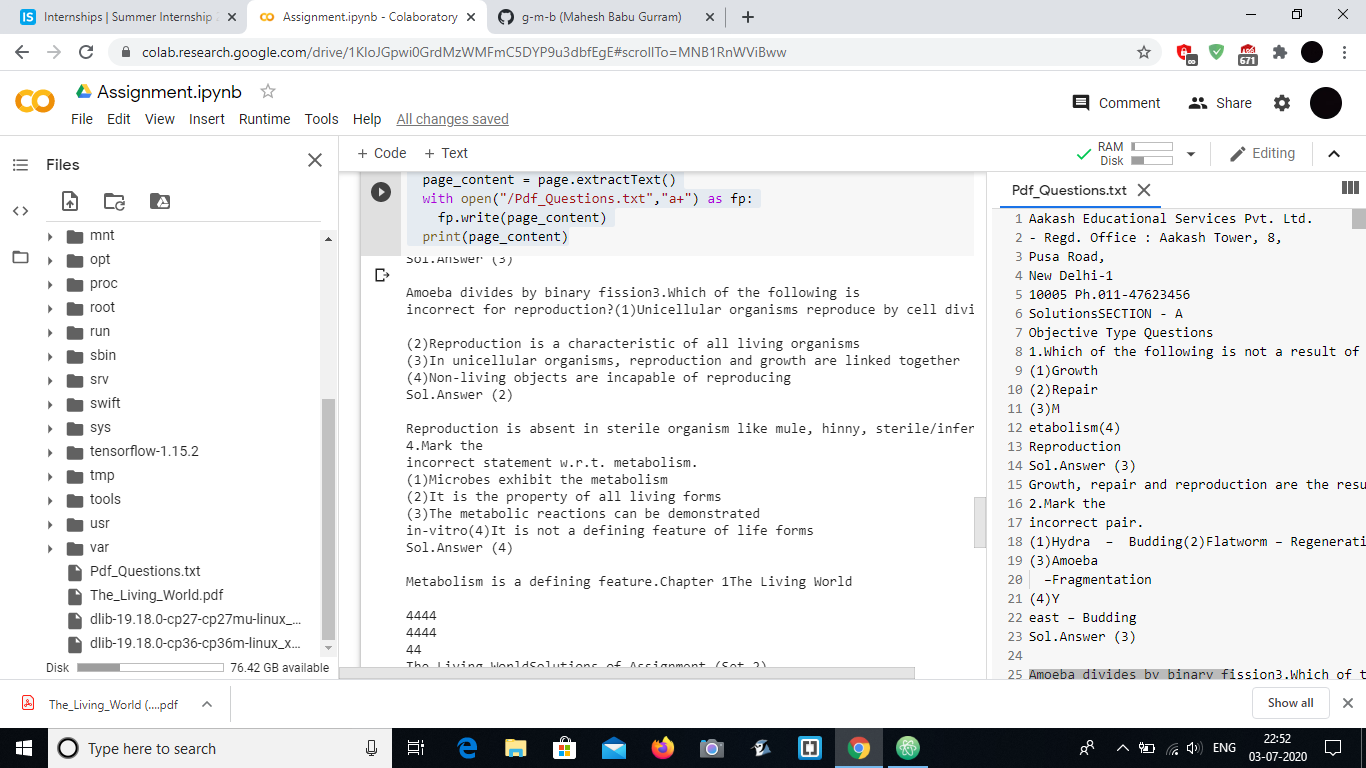 Internships | Summer Internship
Assignment.ipynb - Colaboratory
g-m-b (Mahesh Babu Gurram)
colab.research.google.com/drive/1KIoJGpwi0GrdMzWMFmC5DYP9u3dbfEgE#scrollTo=MNB1RnWViBww
671
Assignment.ipynb
File Edit View Insert Runtime Tools Help All changes saved
Comment Share
Files
+ Code + Text
RAM
Disk
Editing
mnt
opt
proc
root
run
sbin
srv
swift
sys
tensorflow-1.15.2
tmp
tools
usr
var
Pdf_Questions.txt
The_Living_World.pdf
dlib-19.18.0-cp27-cp27mu-linux_...
dlib-19.18.0-cp36-cp36m-linux_x...
Disk 76.42 GB available
page_content = page.extractText()
with open("/Pdf_Questions.txt","a+") as fp:
fp.write(page_content)
print(page_content)
Sol.Answer (3)
Amoeba divides by binary fission3.Which of the following is
incorrect for reproduction?(1)Unicellular organisms reproduce by cell divi
(2)Reproduction is a characteristic of all living organisms
(3)In unicellular organisms, reproduction and growth are linked together
(4)Non-living objects are incapable of reproducing
Sol.Answer (2)
Reproduction is absent in sterile organism like mule, hinny, sterile/infer
4.Mark the
incorrect statement w.r.t. metabolism.
(1)Microbes exhibit the metabolism
(2)It is the property of all living forms
(3)The metabolic reactions can be demonstrated
in-vitro(4)It is not a defining feature of life forms
Sol.Answer (4)
Metabolism is a defining feature.Chapter 1The Living World
4444
4444
44
The Living WorldSolutions of Assignment (Set-2)
Pdf_Questions.txt
1 Aakash Educational Services Pvt. Ltd.
2 - Regd. Office : Aakash Tower, 8,
3 Pusa Road,
4 New Delhi-1
5 10005 Ph.011-47623456
6 SolutionsSECTION - A
7 Objective Type Questions
8 1.Which of the following is not a result of
9 (1)Growth
10 (2)Repair
11 (3)M
12 etabolism(4)
13 Reproduction
14 Sol.Answer (3)
15 Growth, repair and reproduction are the resu
16 2.Mark the
17 incorrect pair.
18 (1)Hydra – Budding(2)Flatworm – Regenerati
19 (3)Amoeba
20 –Fragmentation
21 (4)Y
22 east – Budding
23 Sol.Answer (3)
24
25 Amoeba divides by binary fission3.Which of t
The_Living_World (....pdf
Show all
Type here to search
ENG
22:52
03-07-2020